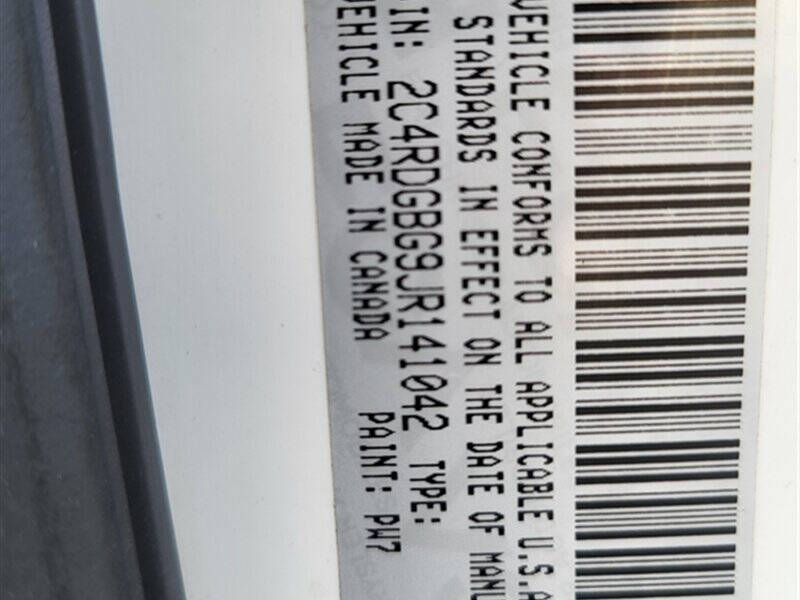 VEHICLE CONFORMS TO ALL APPLICABLE U.S.A
STANDARDS IN EFFECT ON THE DATE OF MANU
IN: 2C4RDGBG9JR141042 TYPE:
VEHICLE MADE IN CANADA PAINT: PW7